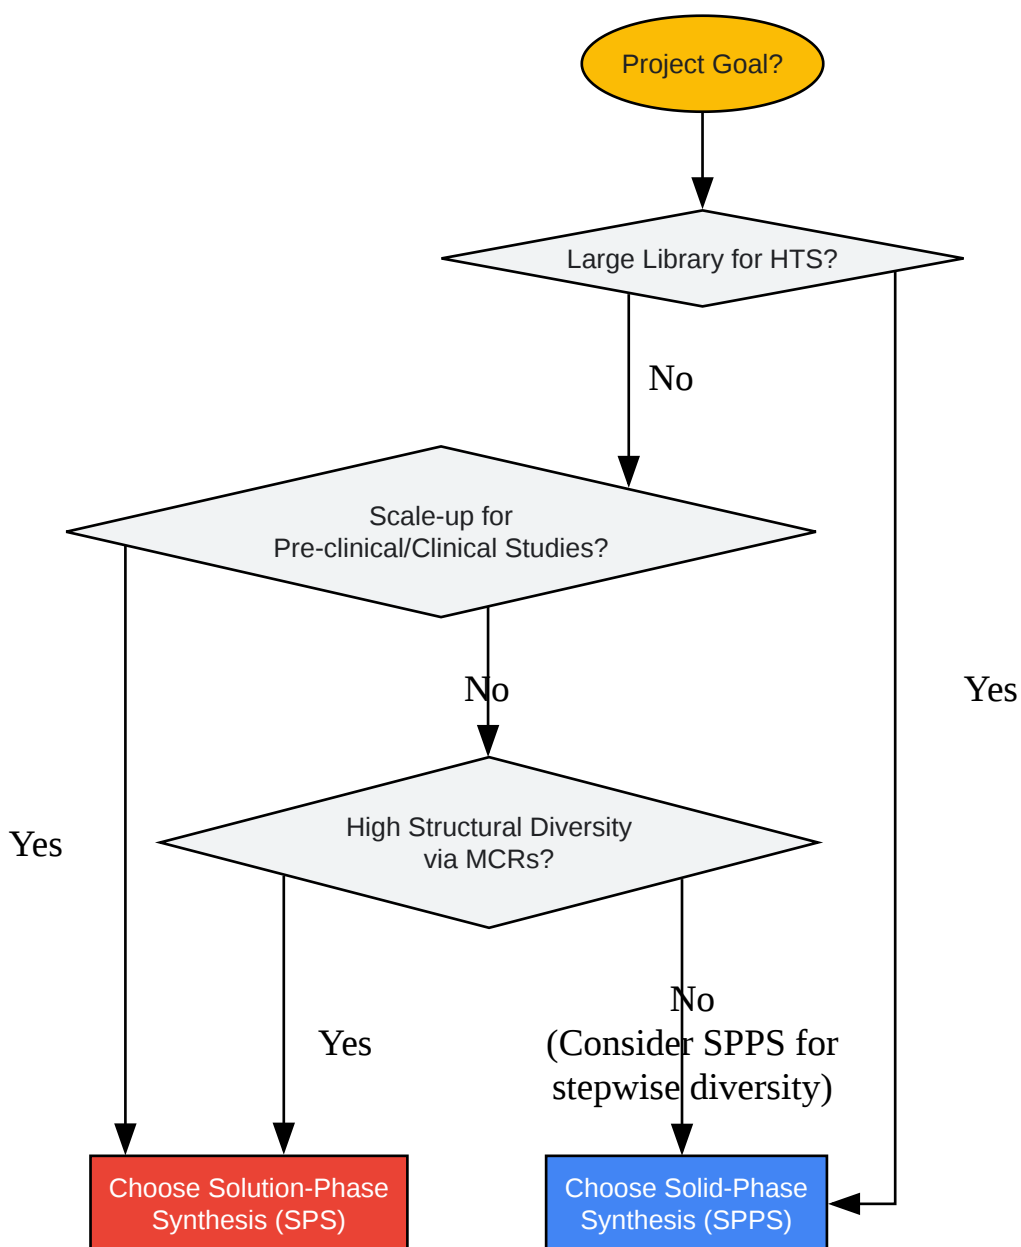 Project Goal?
Large Library for HTS?
No
Scale-up for
Pre-clinical/Clinical Studies?
No
Yes
High Structural Diversity
via MCRs?
Yes
No
(Consider SPPS for
stepwise diversity)
Yes
Choose Solution-Phase
Synthesis (SPS)
Choose Solid-Phase
Synthesis (SPPS)